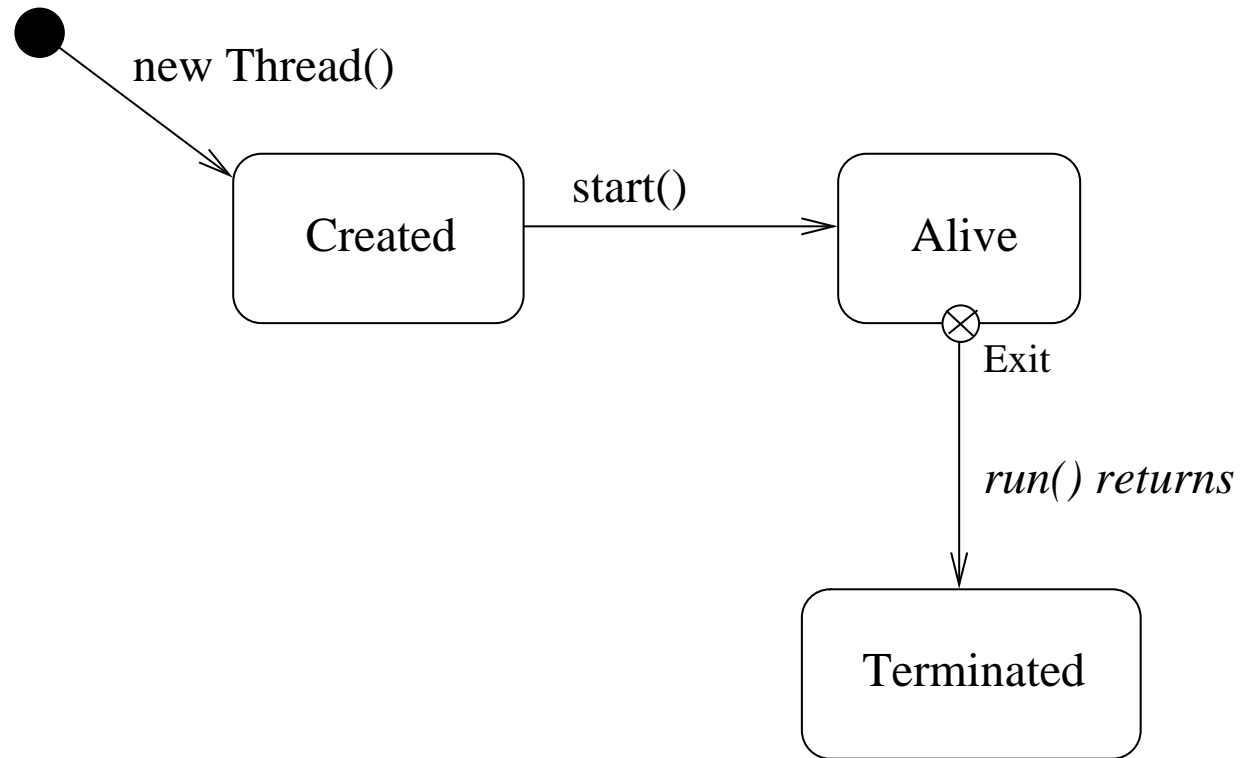 new Thread()
start()
Created
Alive
Exit
run() returns
Terminated